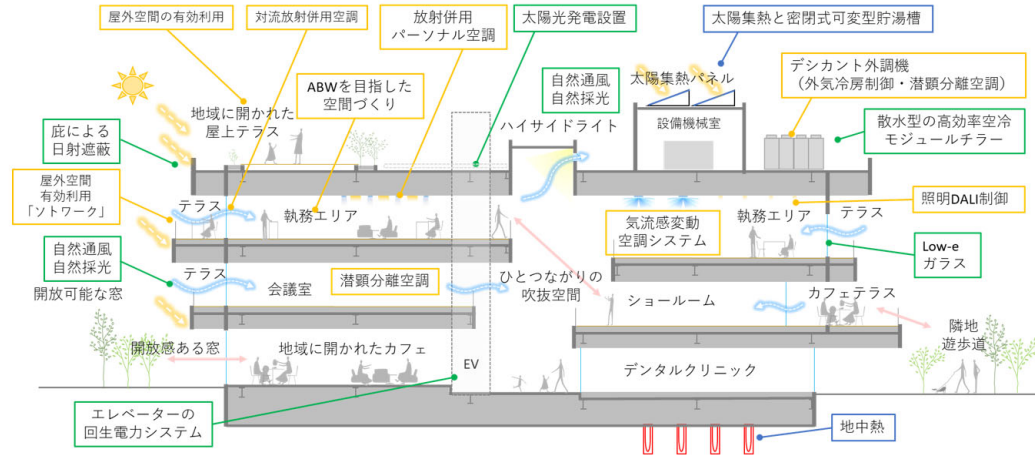 屋外空間の有効利用
対流放射併用空調
放射併用
パーソナル空調
太陽光発電設置
太陽集熱と密閉式可変型貯湯槽
デシカント外調機
（外気冷房制御・潜顕分離空調）
ABWを目指した
空間づくり
自然通風
自然採光
太陽集熱パネル
地域に開かれた
屋上テラス
ハイサイドライト
設備機械室
散水型の高効率空冷
モジュールチラー
庇による
日射遮蔽
屋外空間
有効利用
「ソトワーク」
テラス
執務エリア
気流感変動
空調システム
執務エリア
テラス
照明DALI制御
自然通風
自然採光
開放可能な窓
テラス
会議室
潜顕分離空調
ひとつながりの
吹抜空間
ショールーム
カフェテラス
Low-e
ガラス
開放感ある窓
地域に開かれたカフェ
EV
デンタルクリニック
隣地
遊歩道
エレベーターの
回生電力システム
地中熱